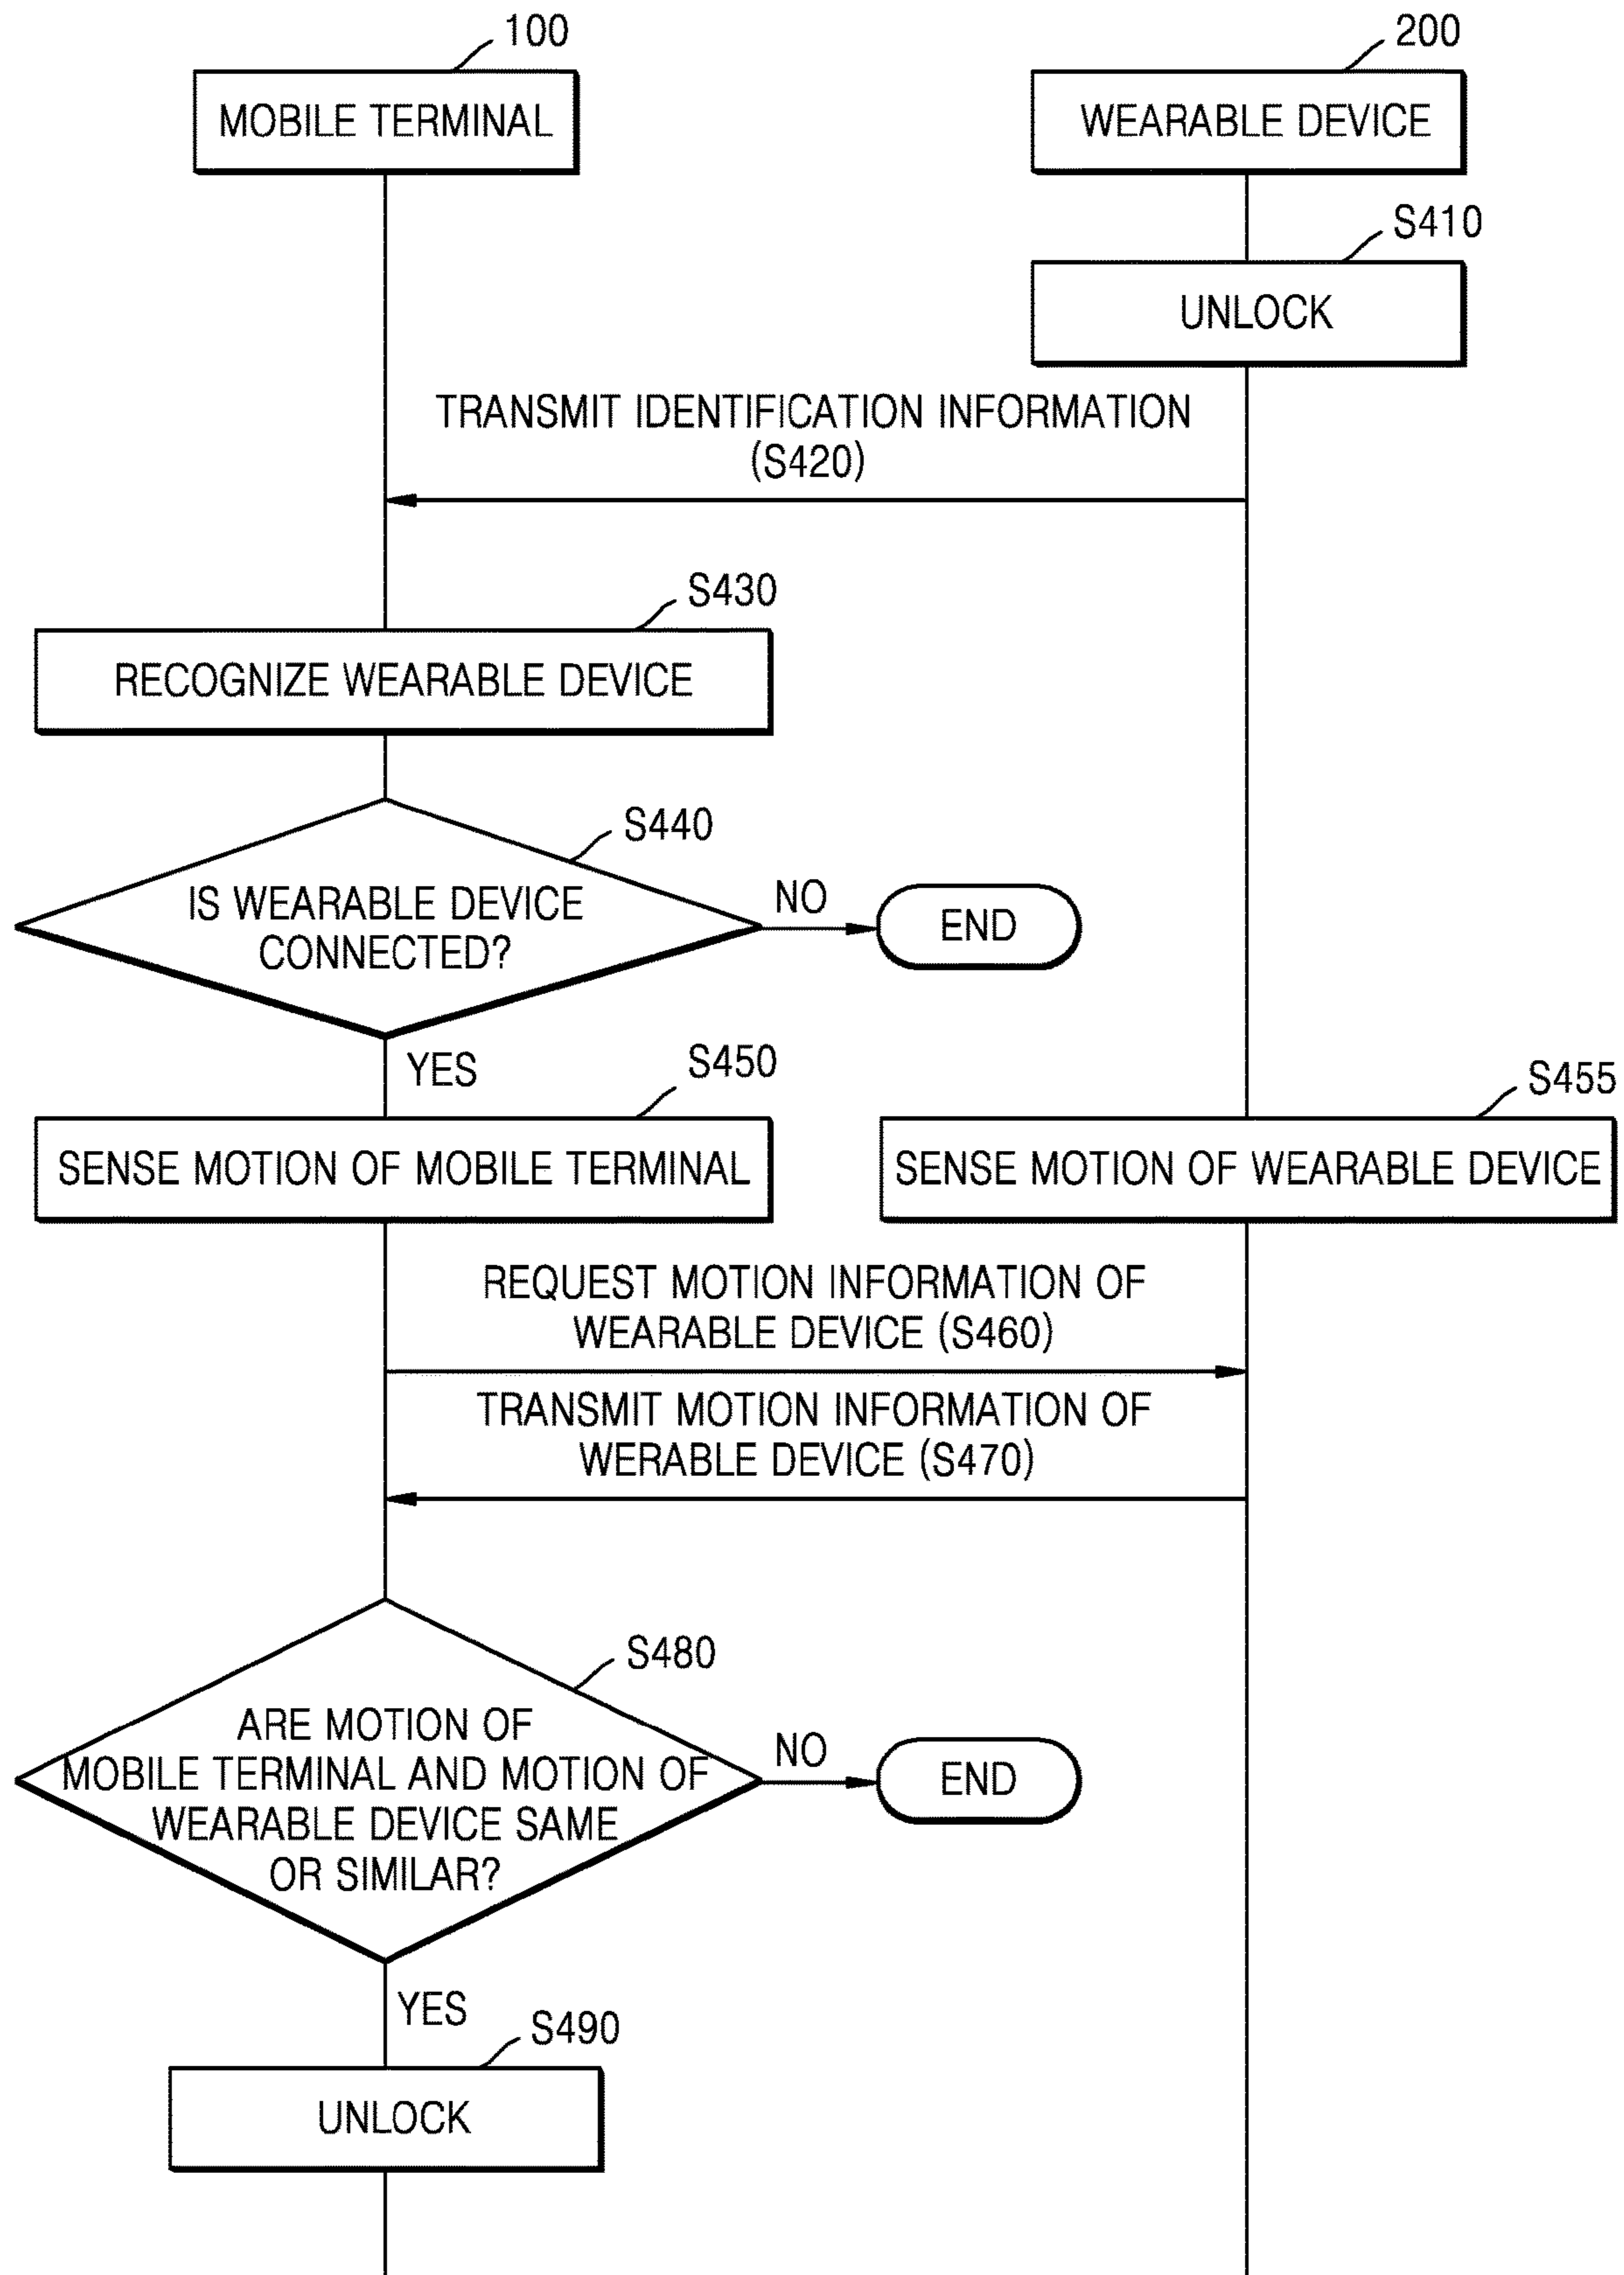 100
MOBILE TERMINAL
200
WEARABLE DEVICE
S410
UNLOCK
TRANSMIT IDENTIFICATION INFORMATION
(S420)
S430
RECOGNIZE WEARABLE DEVICE
S440
IS WEARABLE DEVICE
CONNECTED?
NO
END
YES
S450
SENSE MOTION OF MOBILE TERMINAL
S455
SENSE MOTION OF WEARABLE DEVICE
REQUEST MOTION INFORMATION OF
WEARABLE DEVICE (S460)
TRANSMIT MOTION INFORMATION OF
WERABLE DEVICE (S470)
S480
ARE MOTION OF
MOBILE TERMINAL AND MOTION OF
WEARABLE DEVICE SAME
OR SIMILAR?
NO
END
YES
S490
UNLOCK